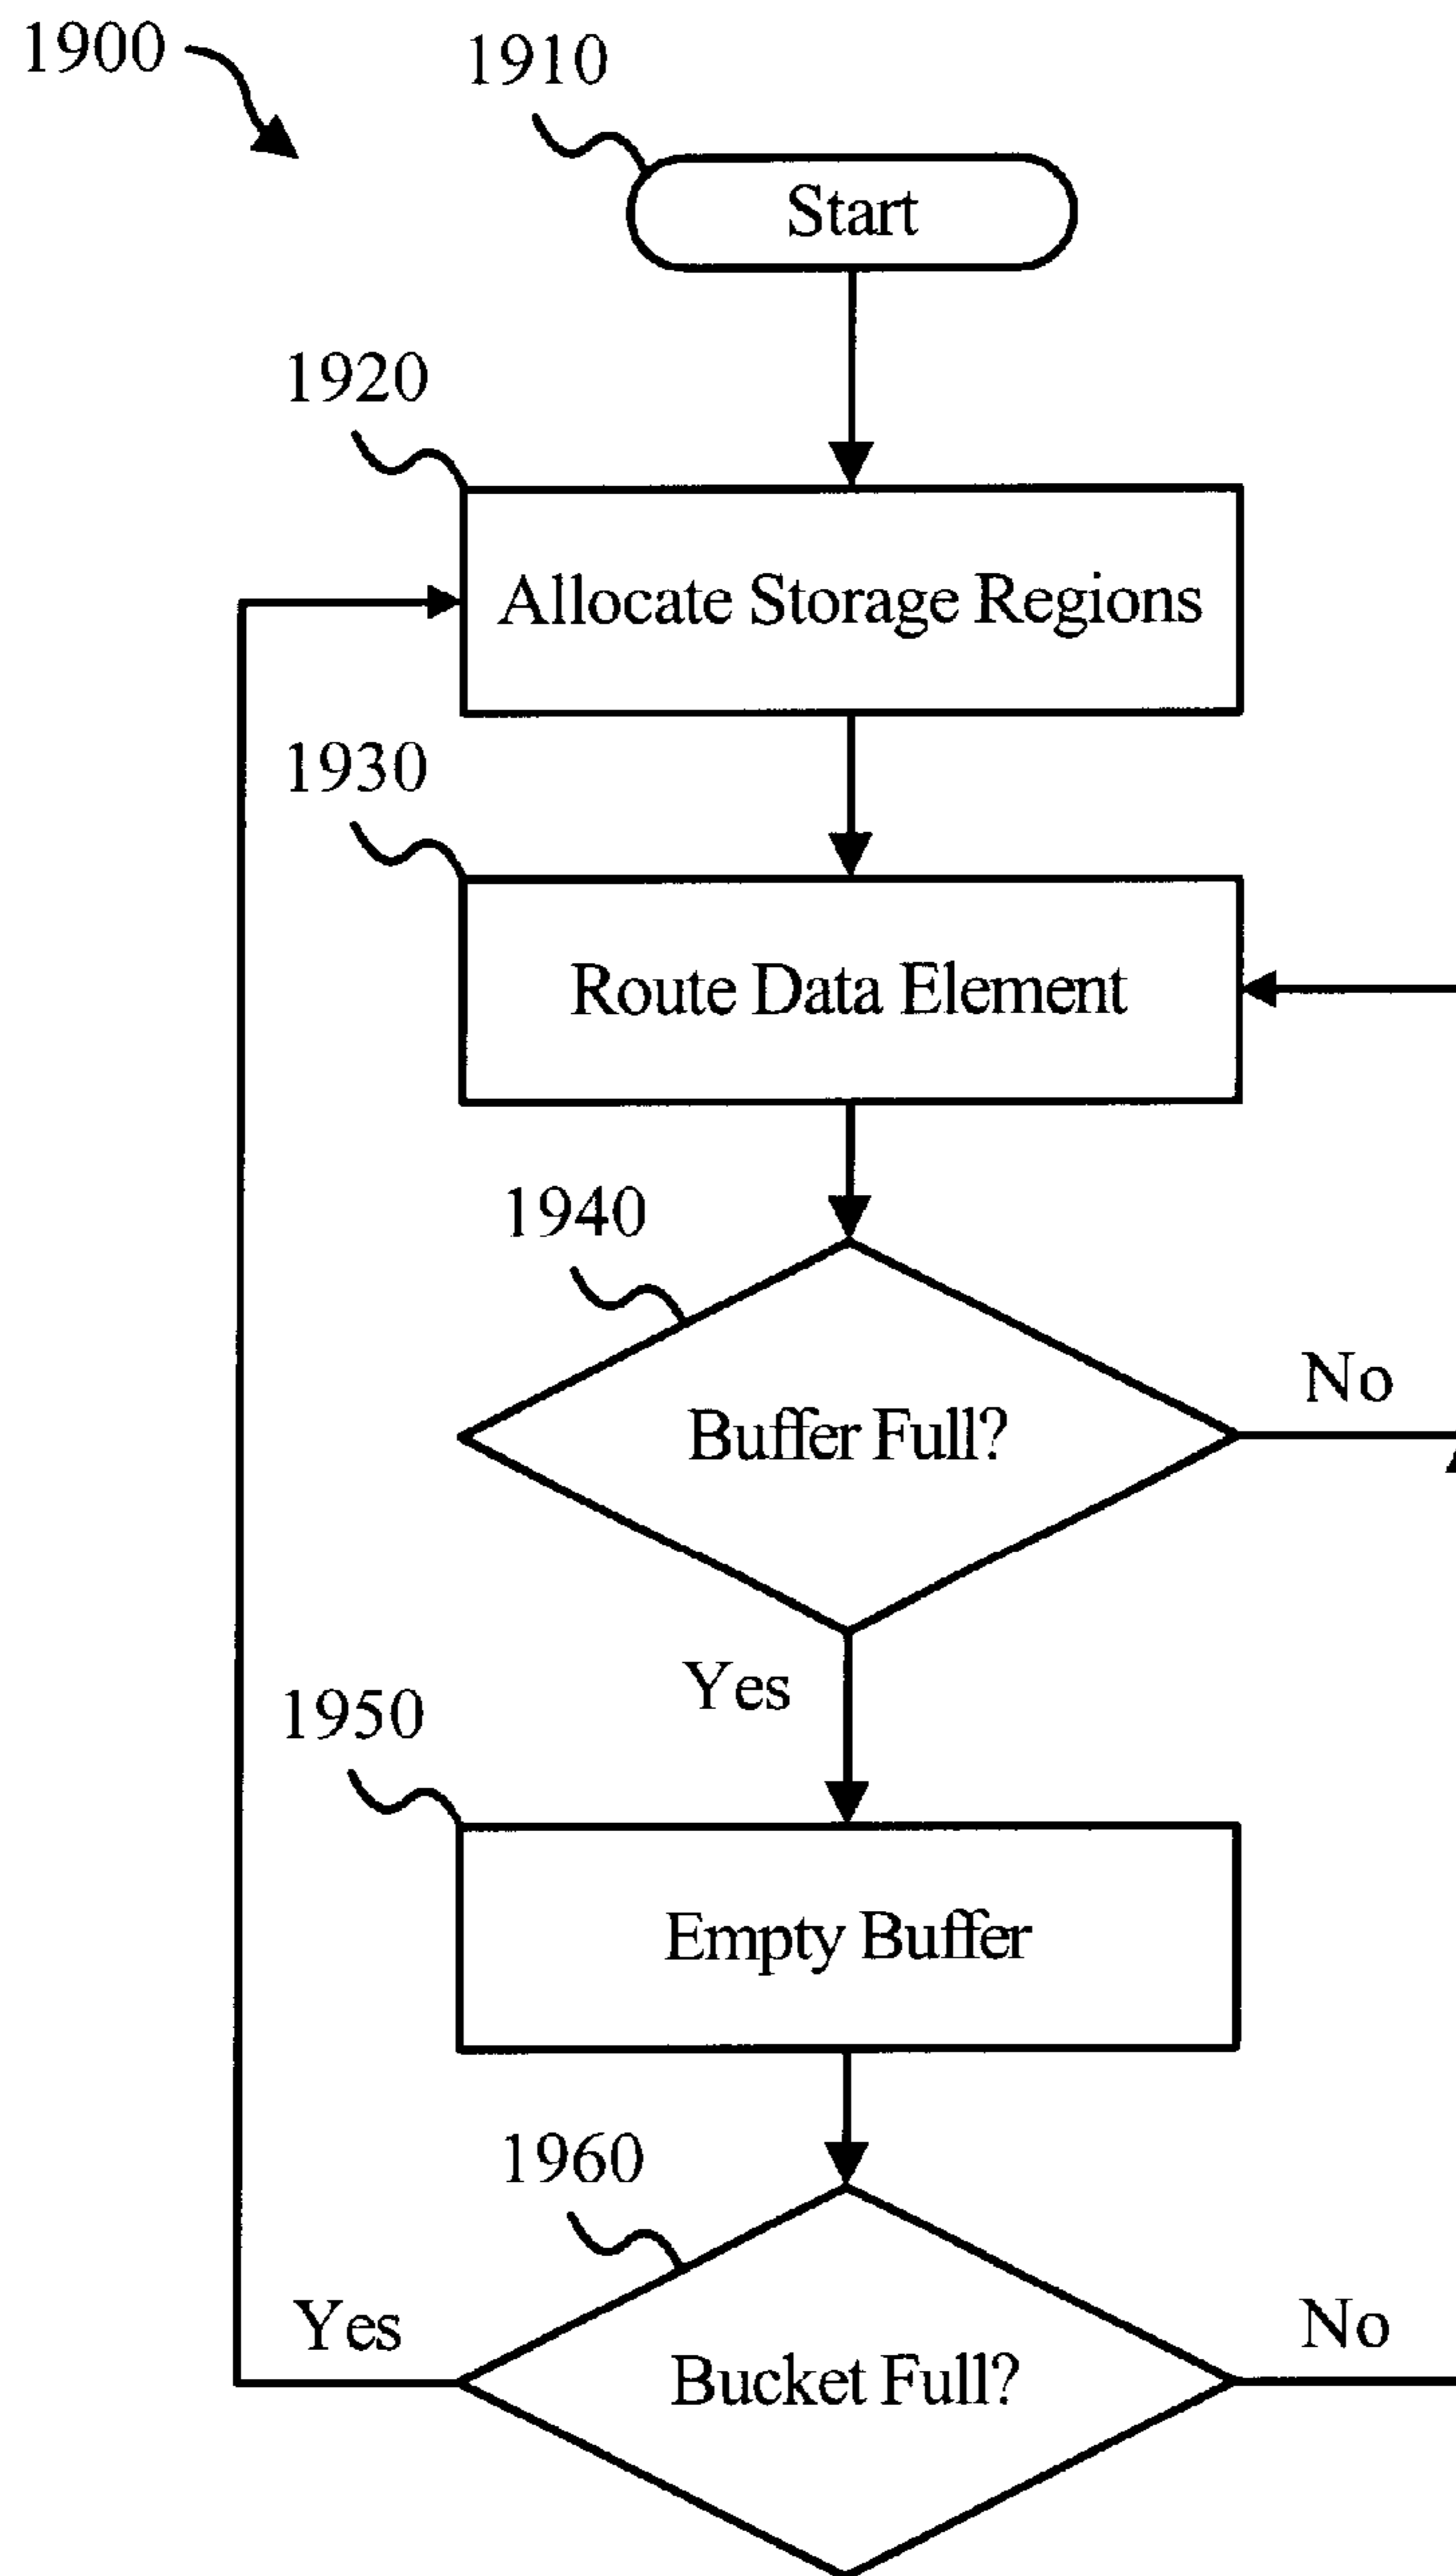 1900
1910
Start
1920
Allocate Storage Regions
1930
Route Data Element
1940
No
Buffer Full?
Yes
1950
Empty Buffer
1960
Yes
No
Bucket Full?